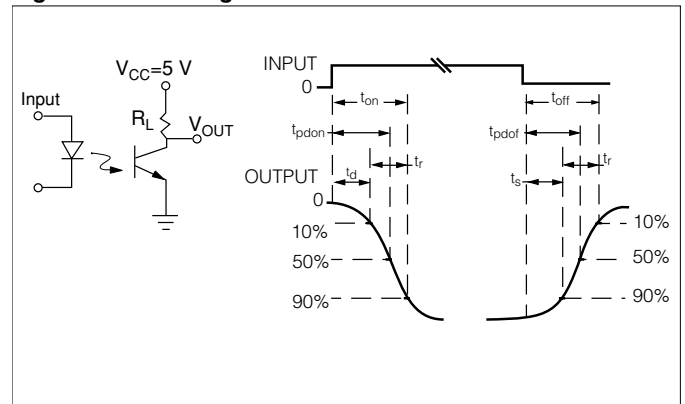 V_CC=5 V
Input
R_L
V_OUT
INPUT
0
t_on
t_off
t_pdon
t_pdof
t_d
t_r
t_r
t_s
OUTPUT
0
10%
50%
90%
10%
50%
90%